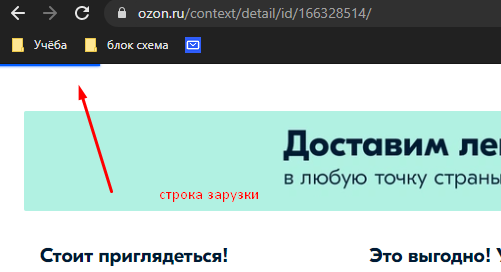 ozon.ru/context/detail/id/166328514/
Учёба блок схема
Доставим ле
в любую точку страны
строка зарузки
Стоит приглядеться! Это выгодно! У